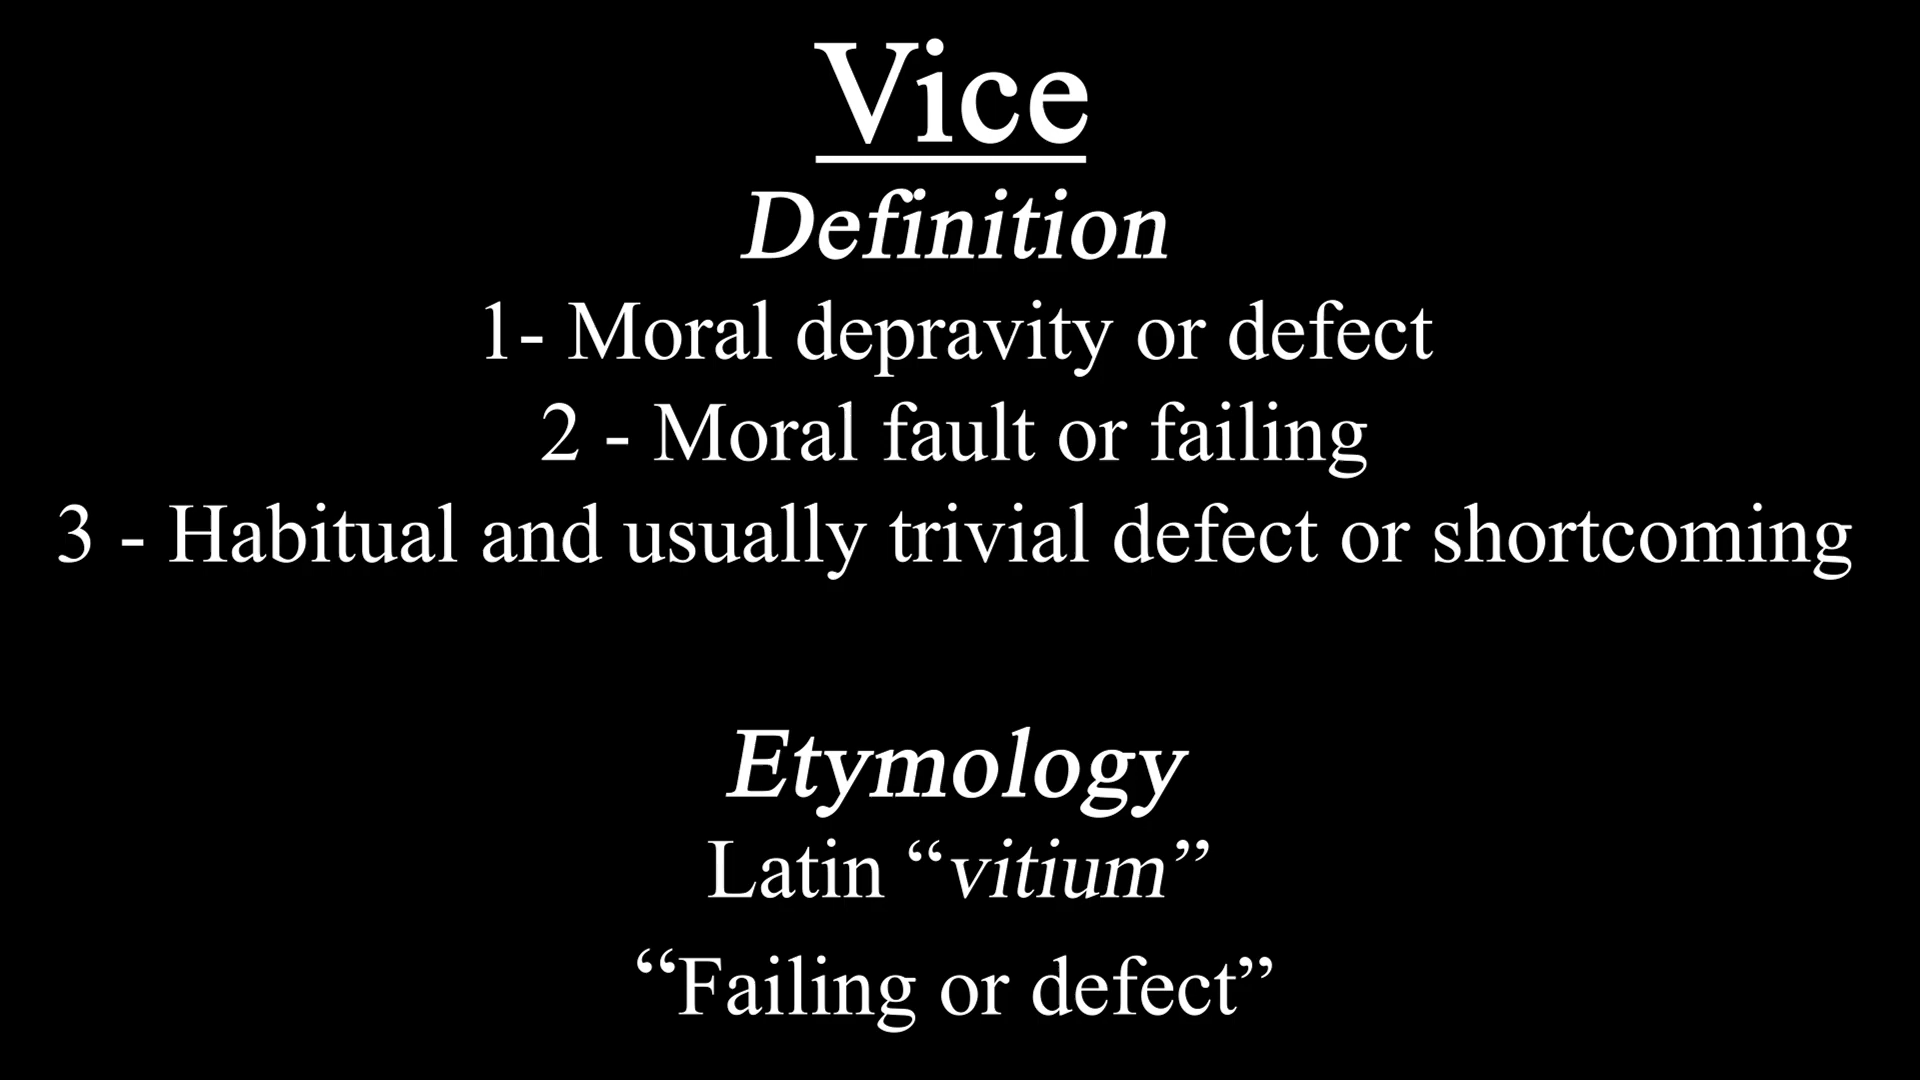 Vice
Definition
1- Moral depravity or defect
2 - Moral fault or failing
3 - Habitual and usually trivial defect or shortcoming
Etymology
Latin “vitium”
“Failing or defect”